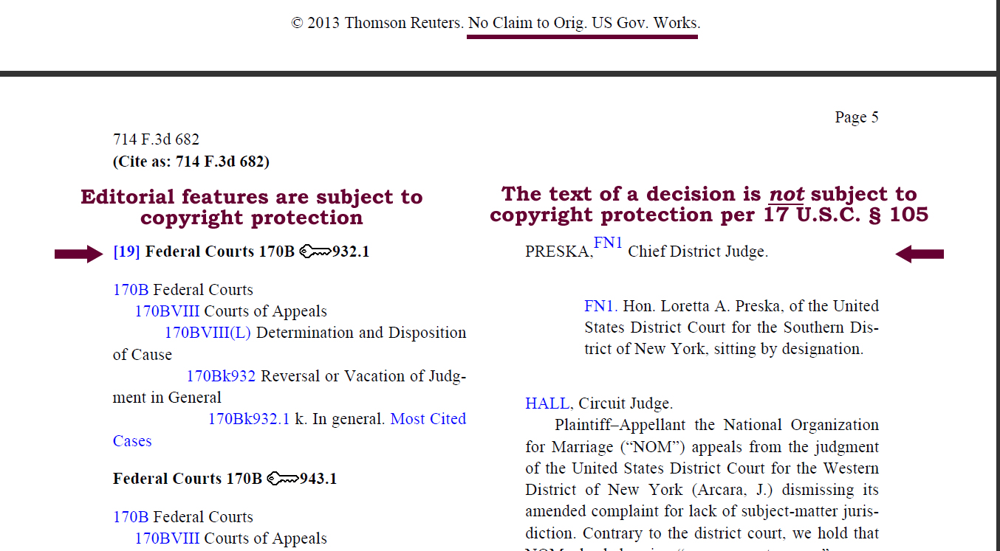 © 2013 Thomson Reuters. No Claim to Orig. US Gov. Works.
Page 5
714 F.3d 682
(Cite as: 714 F.3d 682)
Editorial features are subject to
copyright protection
[19] Federal Courts 170B 932.1
170B Federal Courts
170BVIII Courts of Appeals
170BVIII(L) Determination and Disposition
of Cause
170Bk932 Reversal or Vacation of Judg-
ment in General
170Bk932.1 k. In general. Most Cited
Cases
Federal Courts 170B 943.1
170B Federal Courts
170BVIII Courts of Appeals
The text of a decision is not subject to
copyright protection per 17 U.S.C. § 105
PRESKA,FN1 Chief District Judge.
FN1. Hon. Loretta A. Preska, of the United
States District Court for the Southern Dis-
trict of New York, sitting by designation.
HALL, Circuit Judge.
Plaintiff–Appellant the National Organization
for Marriage (“NOM”) appeals from the judgment
of the United States District Court for the Western
District of New York (Arcara, J.) dismissing its
amended complaint for lack of subject-matter juris-
diction. Contrary to the district court, we hold that